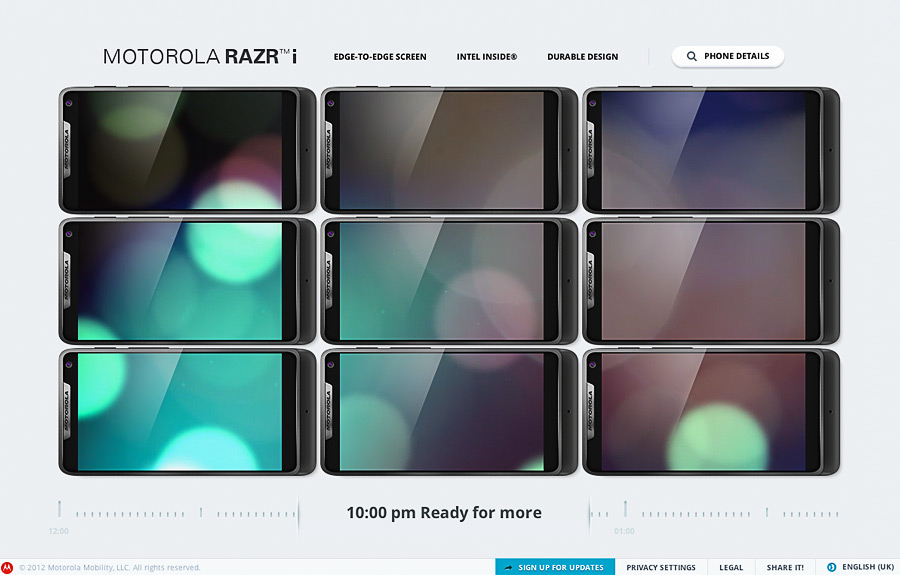 MOTOROLA RAZR™ i
EDGE-TO-EDGE SCREEN
INTEL INSIDE®
DURABLE DESIGN
PHONE DETAILS
MOTOROLA
MOTOROLA
MOTOROLA
MOTOROLA
MOTOROLA
MOTOROLA
MOTOROLA
MOTOROLA
MOTOROLA
10:00 pm Ready for more
12:00
01:00
© 2012 Motorola Mobility, LLC. All rights reserved.
SIGN UP FOR UPDATES
PRIVACY SETTINGS
LEGAL
SHARE IT!
ENGLISH (UK)